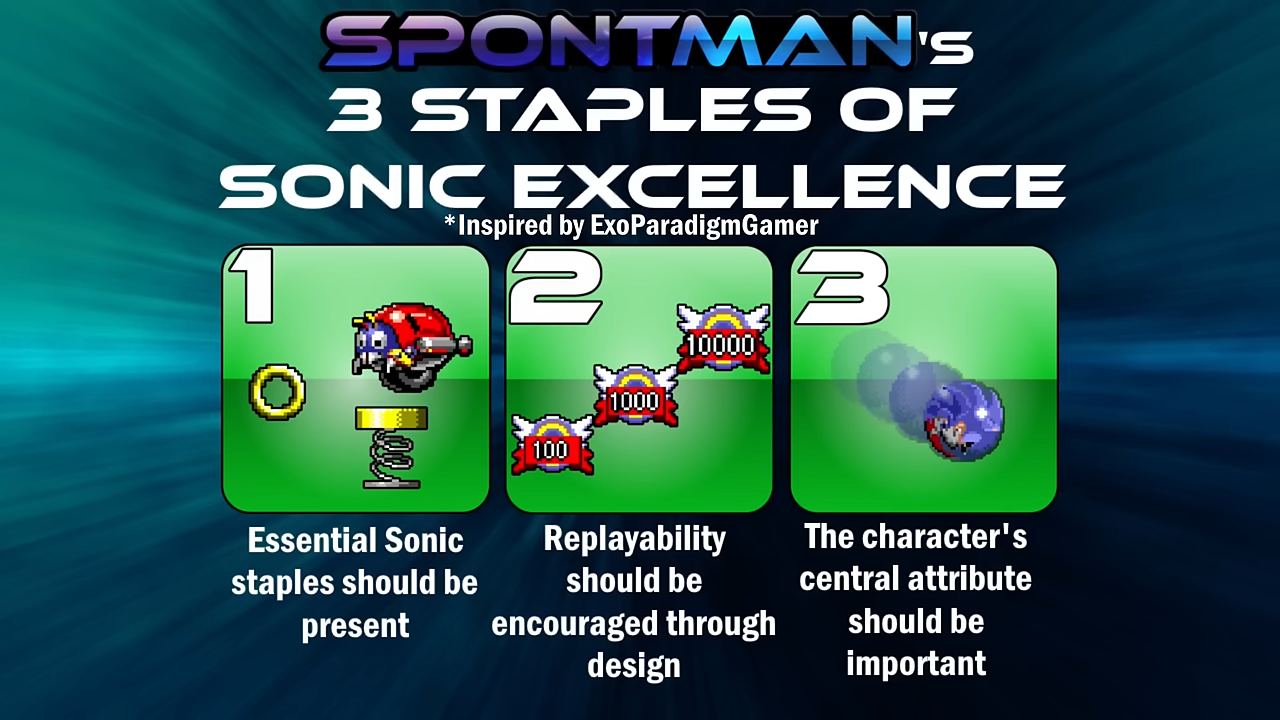 SPONTMAN's
3 STAPLES OF
SONIC EXCELLENCE
*Inspired by ExoParadigmGamer
1
2
3
100
1000
10000
Essential Sonic
staples should be
present
Replayability
should be
encouraged through
design
The character's
central attribute
should be
important